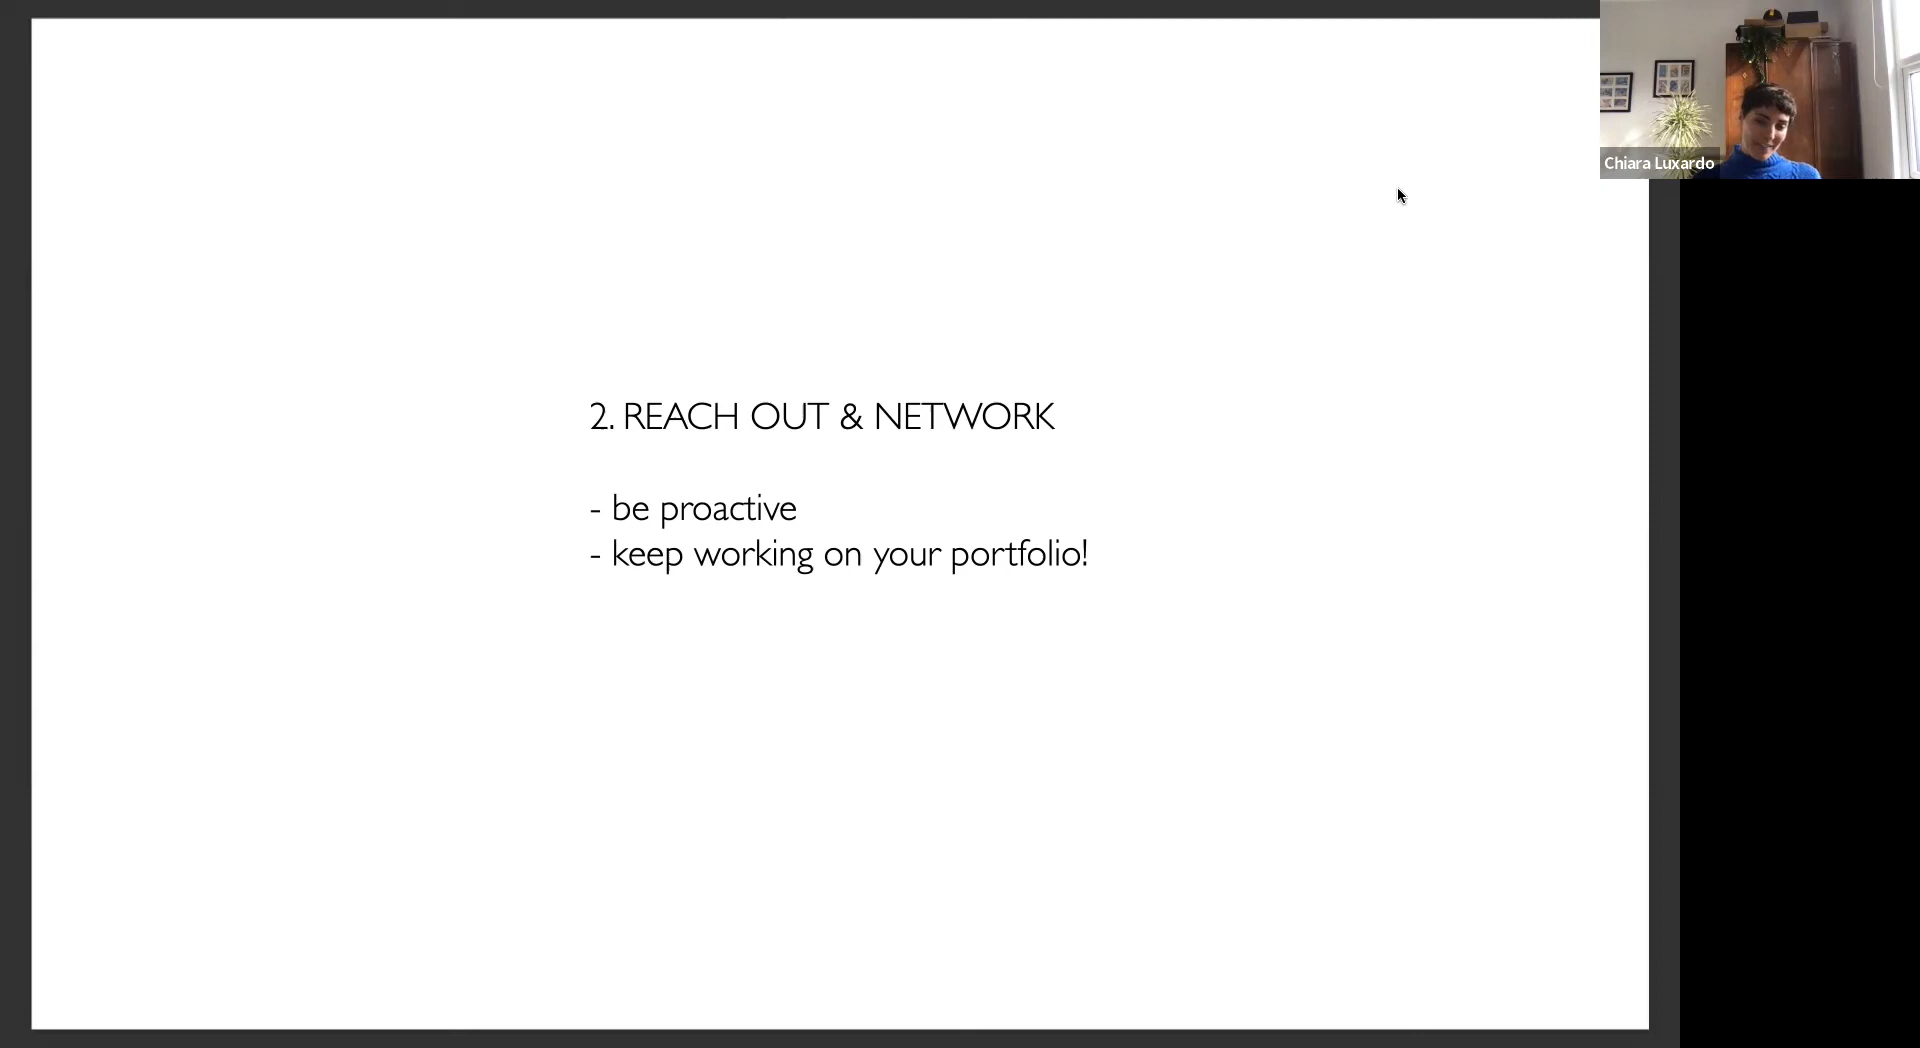 2. REACH OUT & NETWORK
- be proactive
- keep working on your portfolio!
Chiara Luxardo